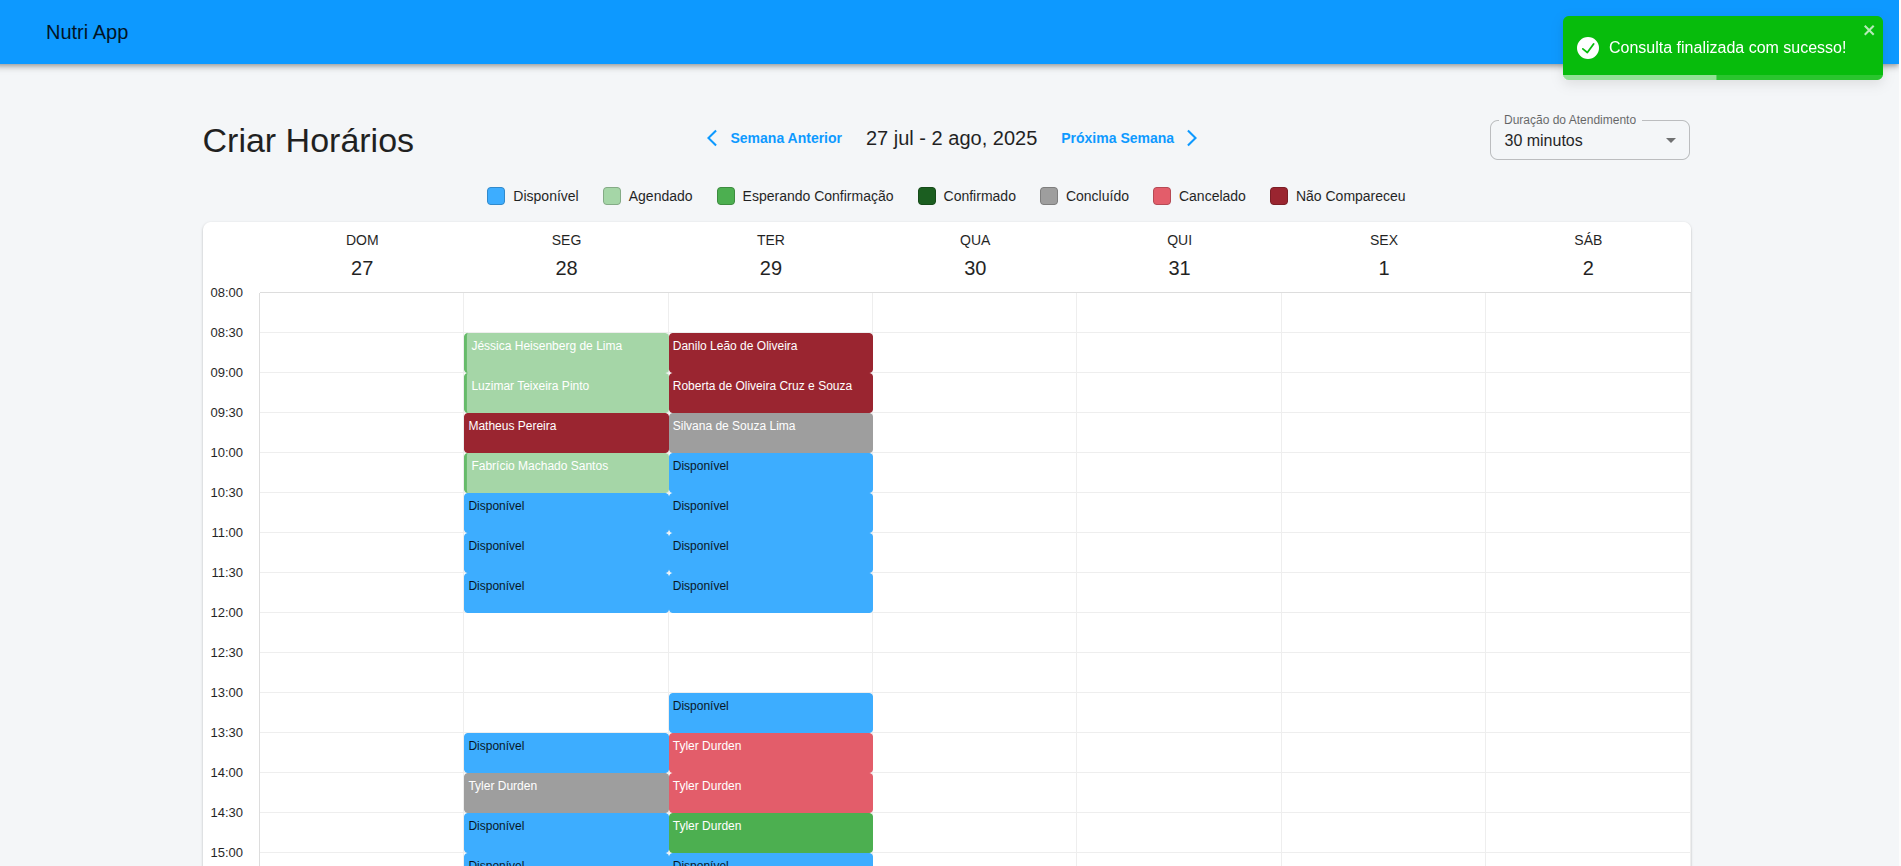 Nutri App
Consulta finalizada com sucesso!
Criar Horários
Semana Anterior
27 jul - 2 ago, 2025
Próxima Semana
Duração do Atendimento
30 minutos
Disponível
Agendado
Esperando Confirmação
Confirmado
Concluído
Cancelado
Não Compareceu
DOM
27
SEG
28
TER
29
QUA
30
QUI
31
SEX
1
SÁB
2
08:00
08:30
Jéssica Heisenberg de Lima
Danilo Leão de Oliveira
09:00
Luzimar Teixeira Pinto
Roberta de Oliveira Cruz e Souza
09:30
Matheus Pereira
Silvana de Souza Lima
10:00
Fabrício Machado Santos
Disponível
10:30
Disponível
Disponível
11:00
Disponível
Disponível
11:30
Disponível
Disponível
12:00
12:30
13:00
Disponível
13:30
Disponível
Tyler Durden
14:00
Tyler Durden
Tyler Durden
14:30
Disponível
Tyler Durden
15:00
Disponível
Disponível